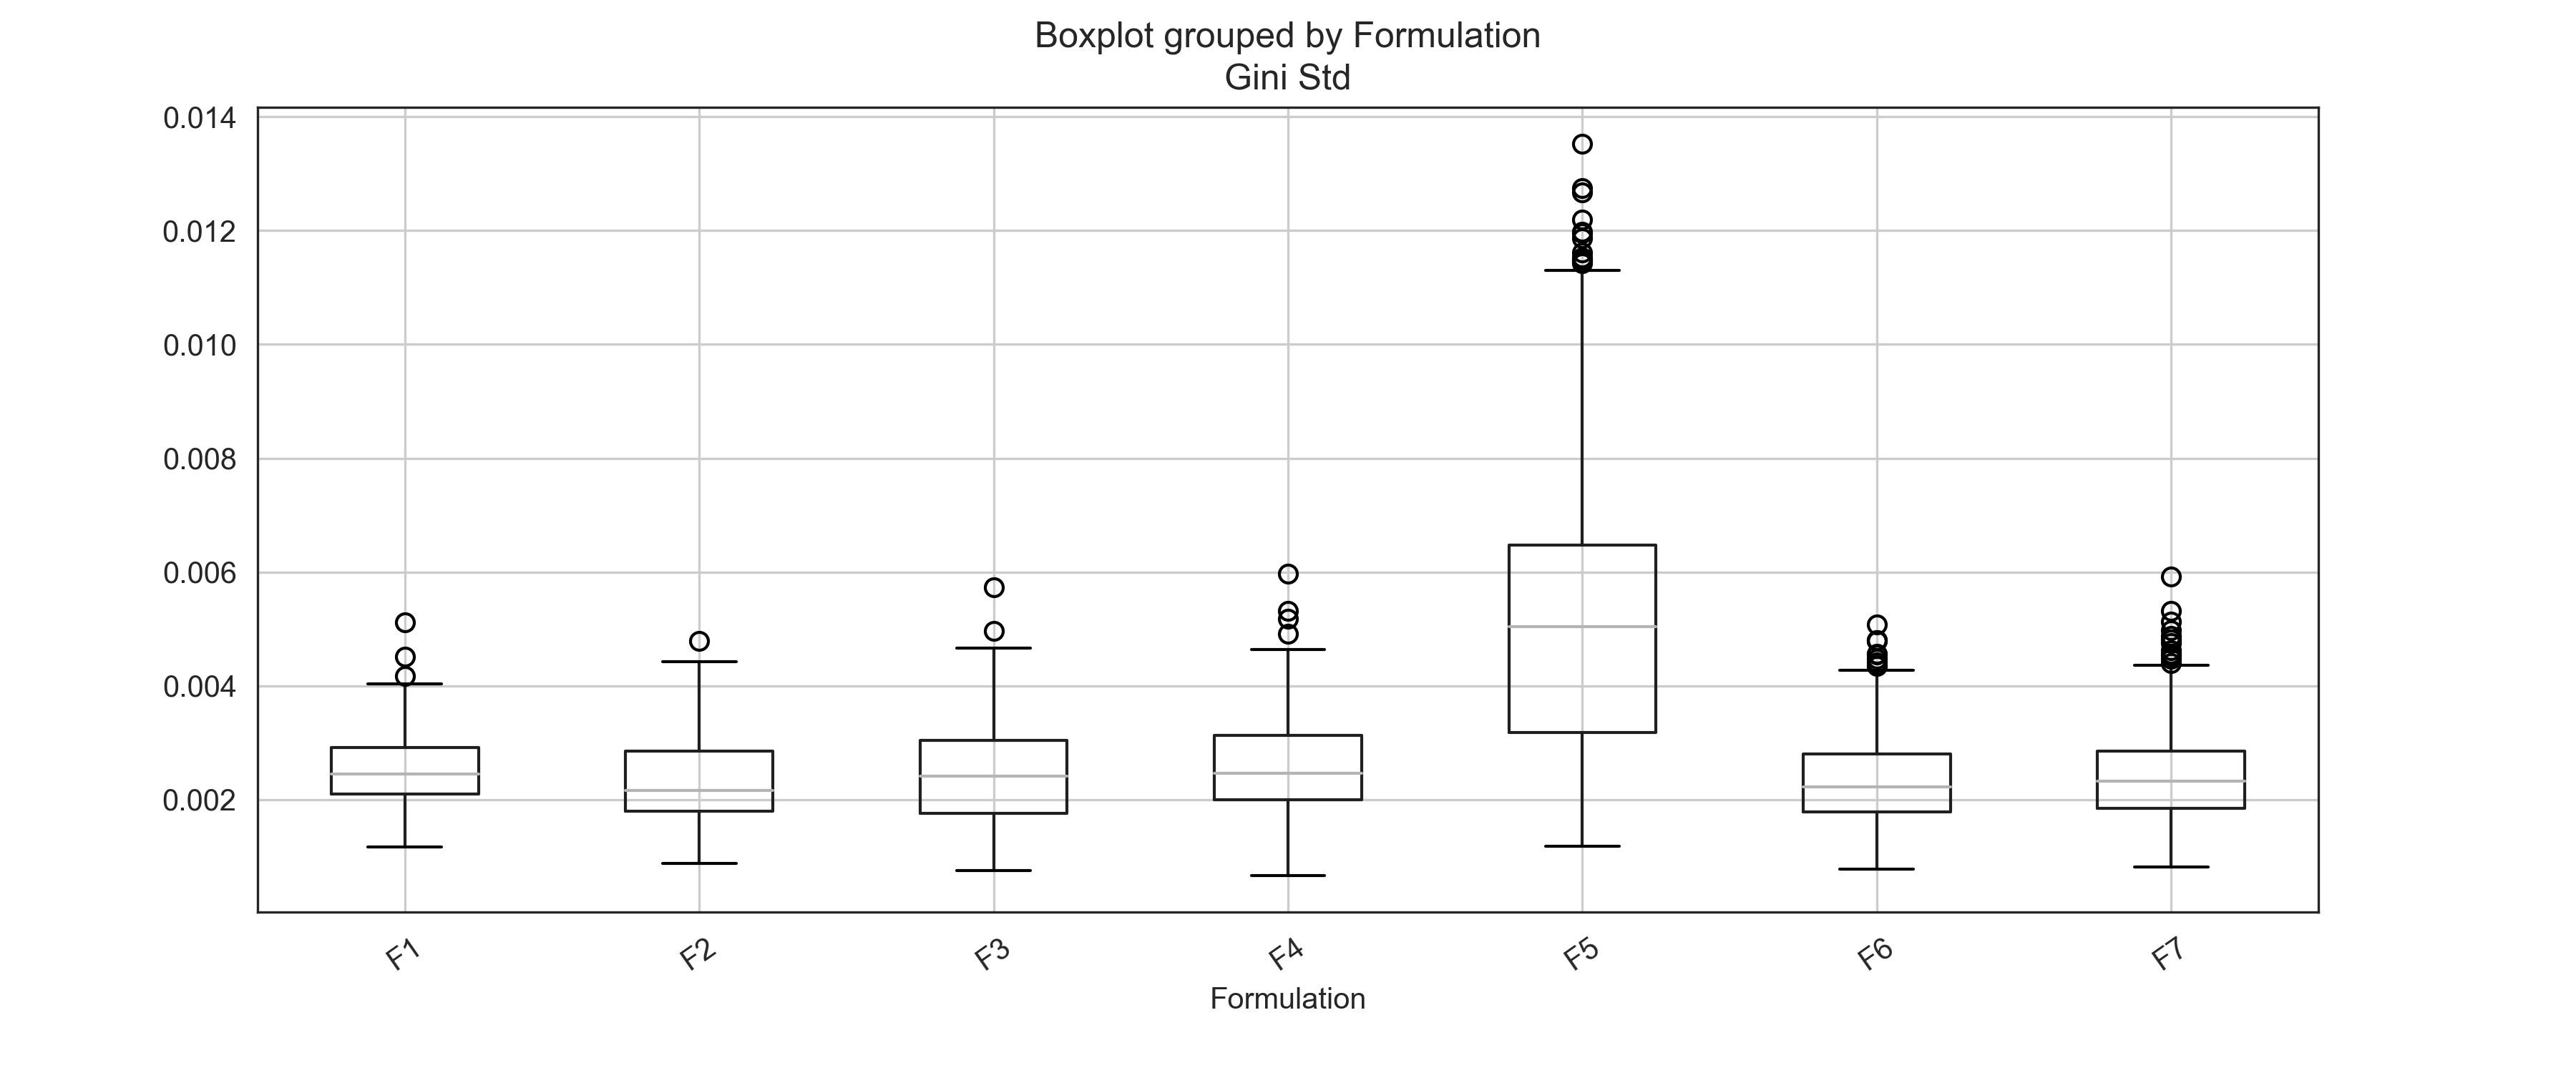 Boxplot grouped by Formulation
Gini Std
0.014
0.012
0.010
0.008
0.006
0.004
0.002
F1 F2 F3 F4 F5 F6 F7
Formulation